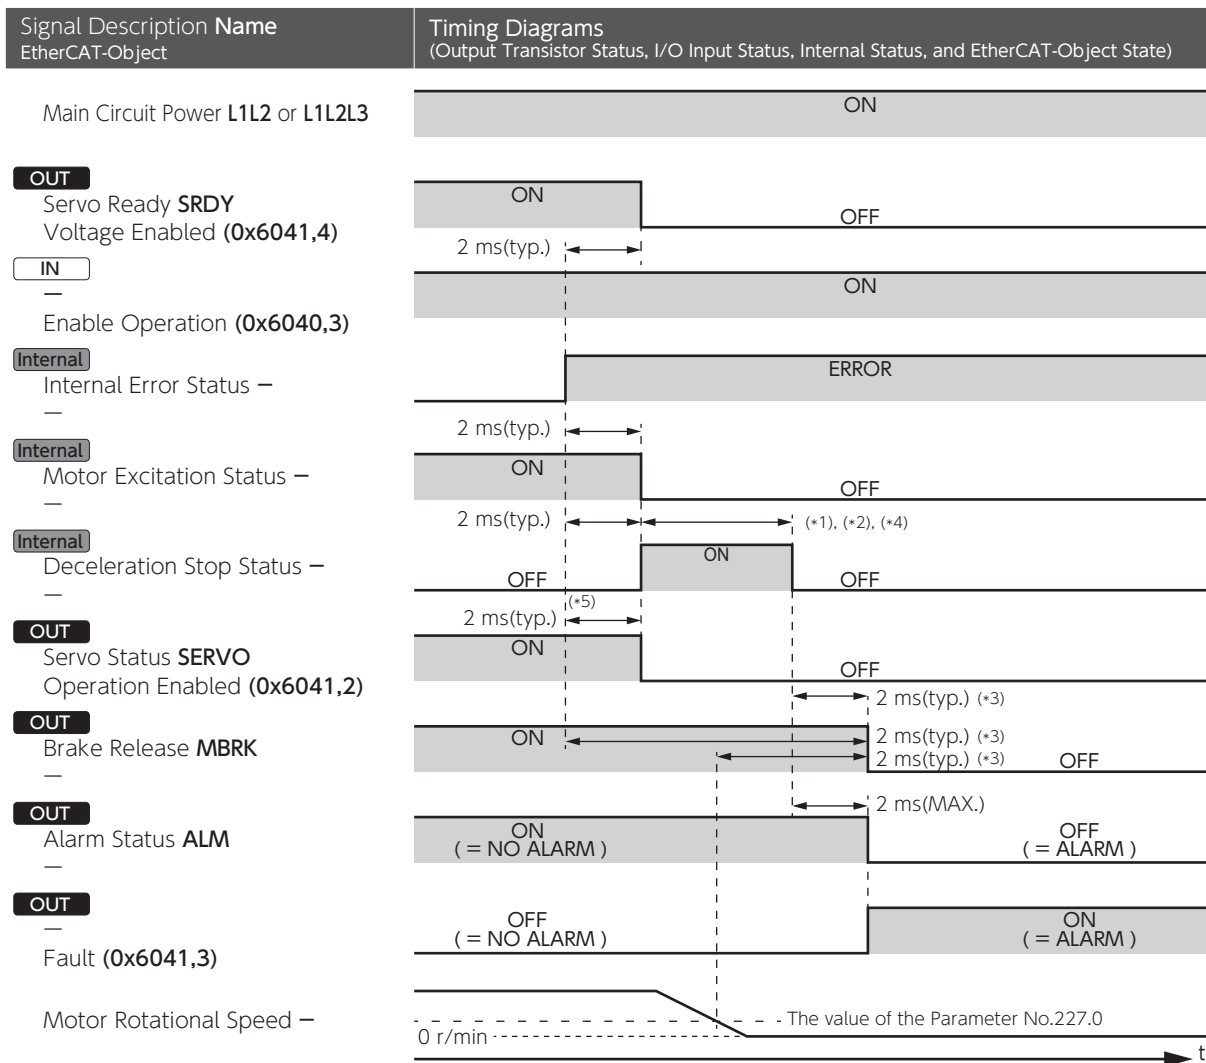 Signal Description Name
EtherCAT-Object
Timing Diagrams
(Output Transistor Status, I/O Input Status, Internal Status, and EtherCAT-Object State)
Main Circuit Power L1L2 or L1L2L3
ON
OUT
Servo Ready SRDY
Voltage Enabled (0x6041,4)
ON
OFF
2 ms(typ.)
IN
—
Enable Operation (0x6040,3)
ON
Internal
Internal Error Status —
—
ERROR
2 ms(typ.)
Internal
Motor Excitation Status —
—
ON
OFF
2 ms(typ.)
(*1), (*2), (*4)
Internal
Deceleration Stop Status —
—
OFF
ON
OFF
(*5)
2 ms(typ.)
OUT
Servo Status SERVO
Operation Enabled (0x6041,2)
ON
OFF
2 ms(typ.) (*3)
OUT
Brake Release MBRK
—
ON
2 ms(typ.) (*3)
2 ms(typ.) (*3)
OFF
2 ms(MAX.)
OUT
Alarm Status ALM
—
ON
( = NO ALARM )
OFF
( = ALARM )
OUT
—
Fault (0x6041,3)
OFF
( = NO ALARM )
ON
( = ALARM )
Motor Rotational Speed —
The value of the Parameter No.227.0
0 r/min
t